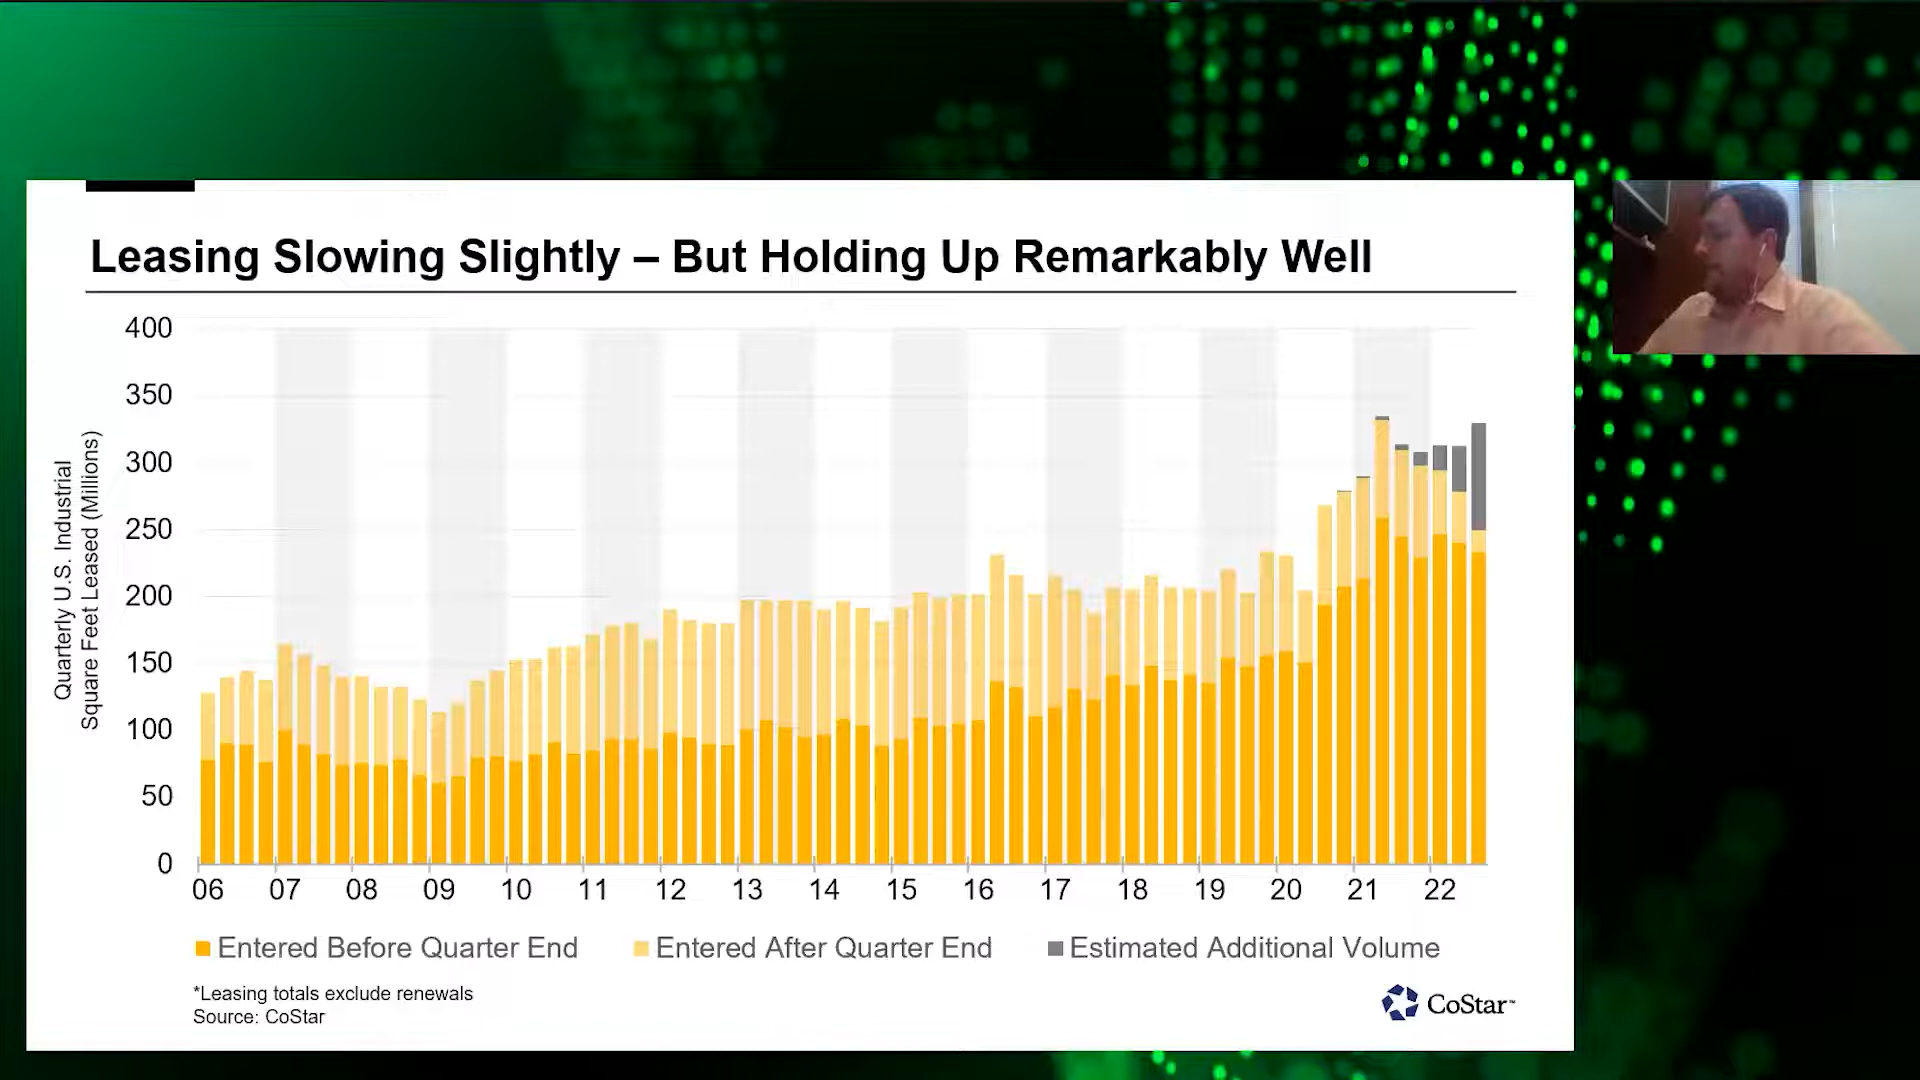 Leasing Slowing Slightly – But Holding Up Remarkably Well
Quarterly U.S. Industrial
Square Feet Leased (Millions)
400
350
300
250
200
150
100
50
0
06 07 08 09 10 11 12 13 14 15 16 17 18 19 20 21 22
Entered Before Quarter End Entered After Quarter End Estimated Additional Volume
*Leasing totals exclude renewals
Source: CoStar
CoStar™